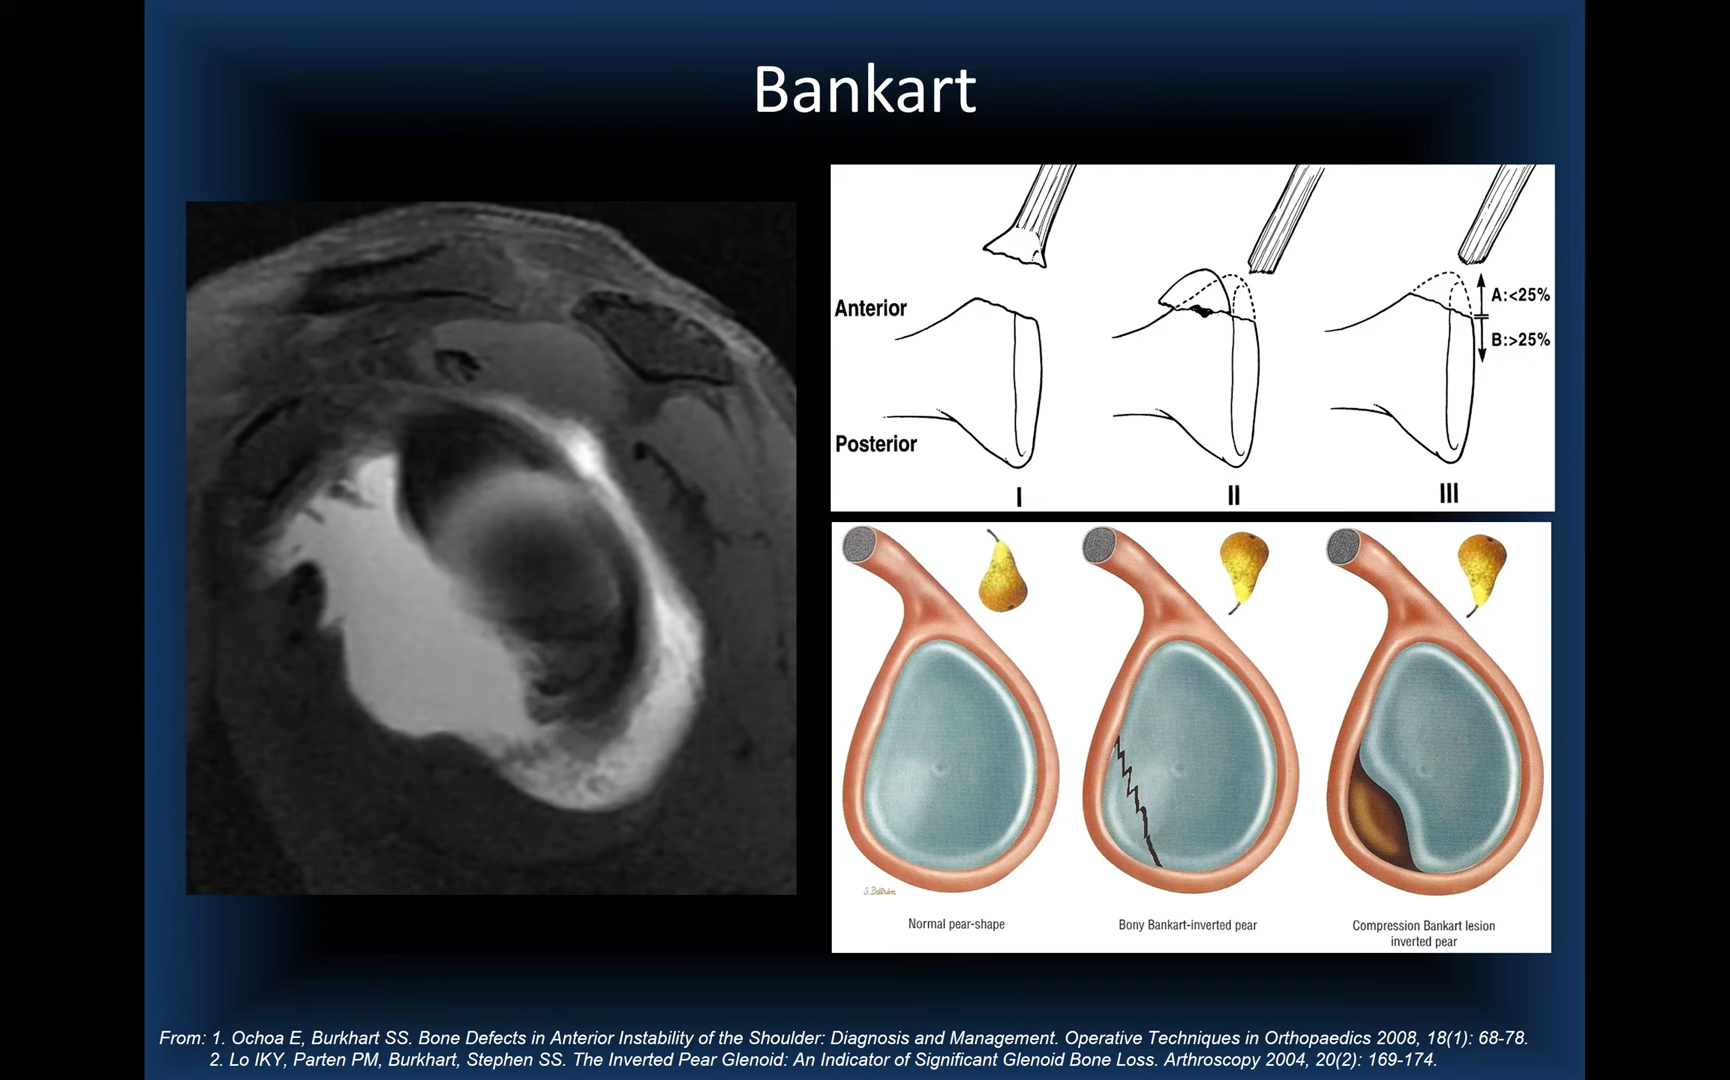 Bankart
Anterior
Posterior
A:<25%
B:>25%
I
II
III
Normal pear-shape
Bony Bankart-inverted pear
Compression Bankart lesion
inverted pear
From: 1. Ochoa E, Burkhart SS. Bone Defects in Anterior Instability of the Shoulder: Diagnosis and Management. Operative Techniques in Orthopaedics 2008, 18(1): 68-78.
2. Lo IKY, Parten PM, Burkhart, Stephen SS. The Inverted Pear Glenoid: An Indicator of Significant Glenoid Bone Loss. Arthroscopy 2004, 20(2): 169-174.